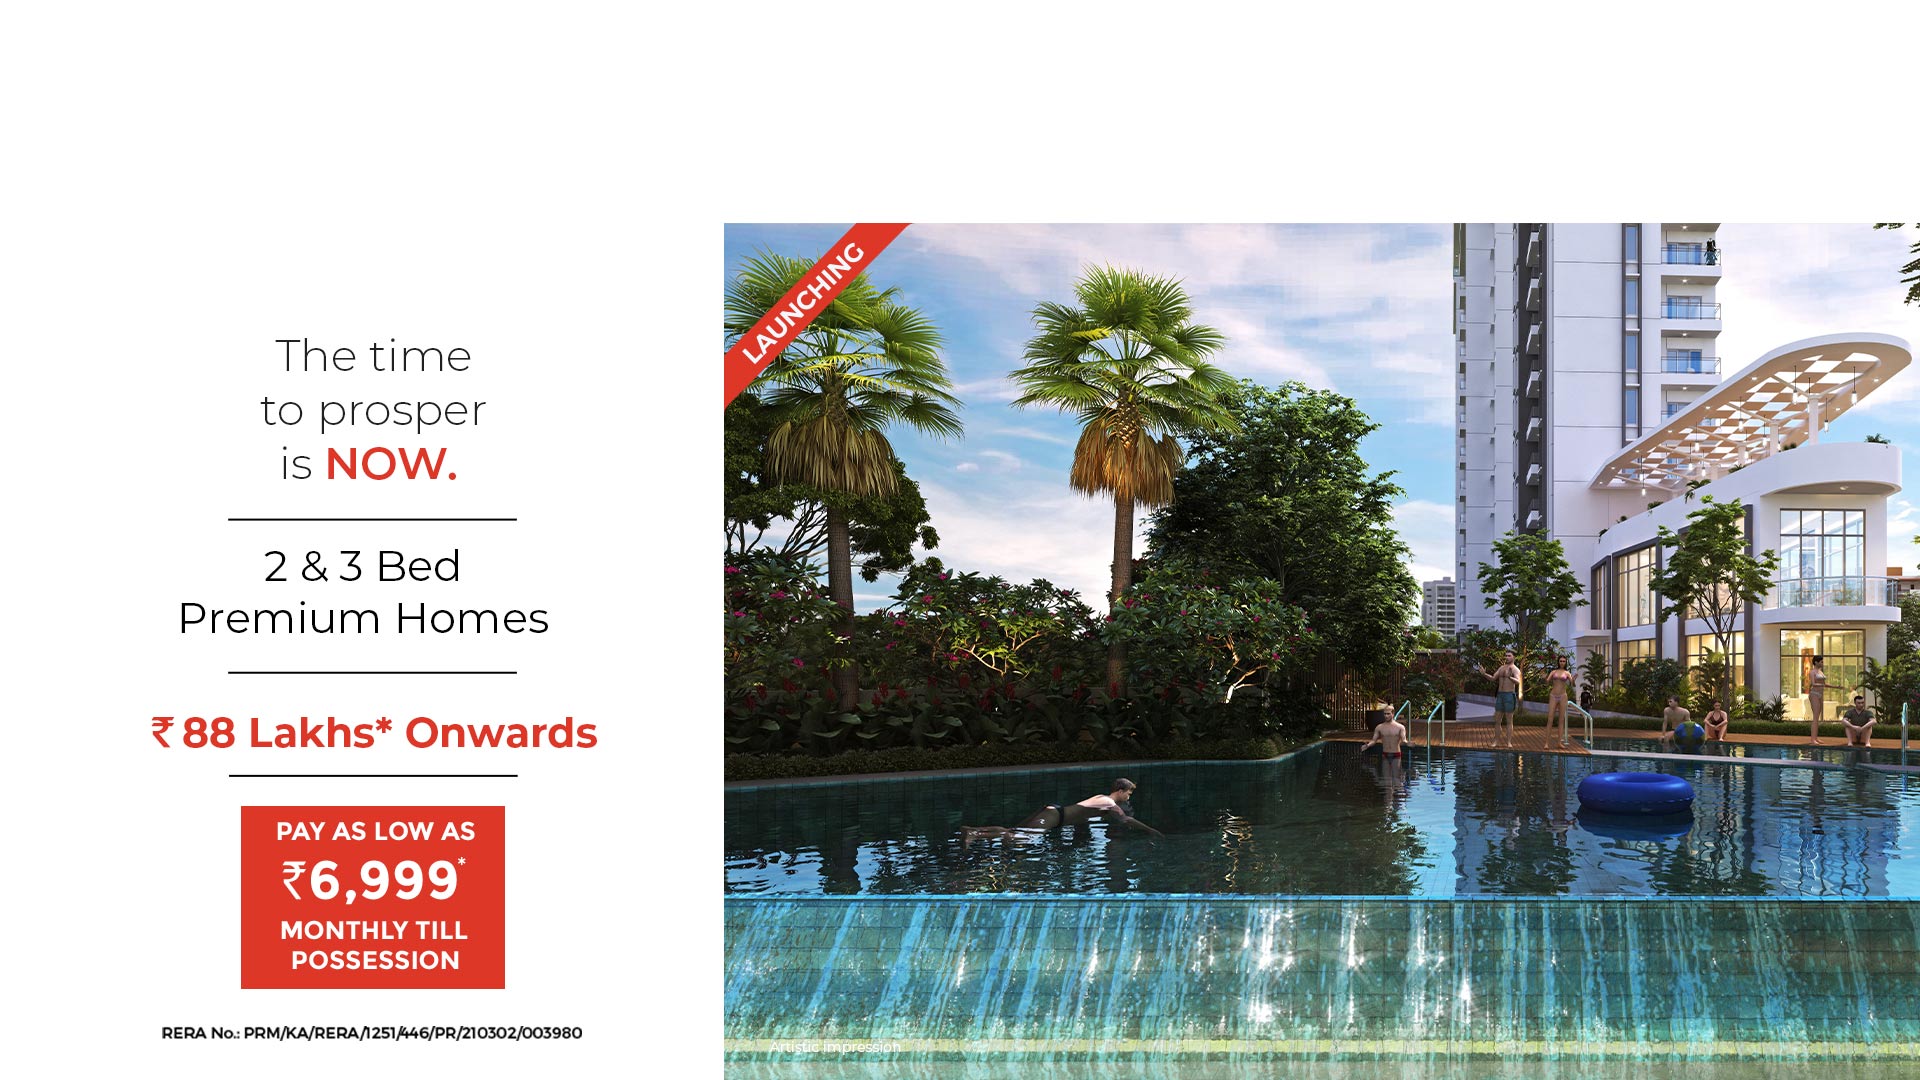 The time
to prosper
is NOW.
2 & 3 Bed
Premium Homes
₹ 88 Lakhs* Onwards
PAY AS LOW AS
₹6,999*
MONTHLY TILL
POSSESSION
RERA No.: PRM/KA/RERA/1251/446/PR/210302/003980
LAUNCHING
Artistic impression